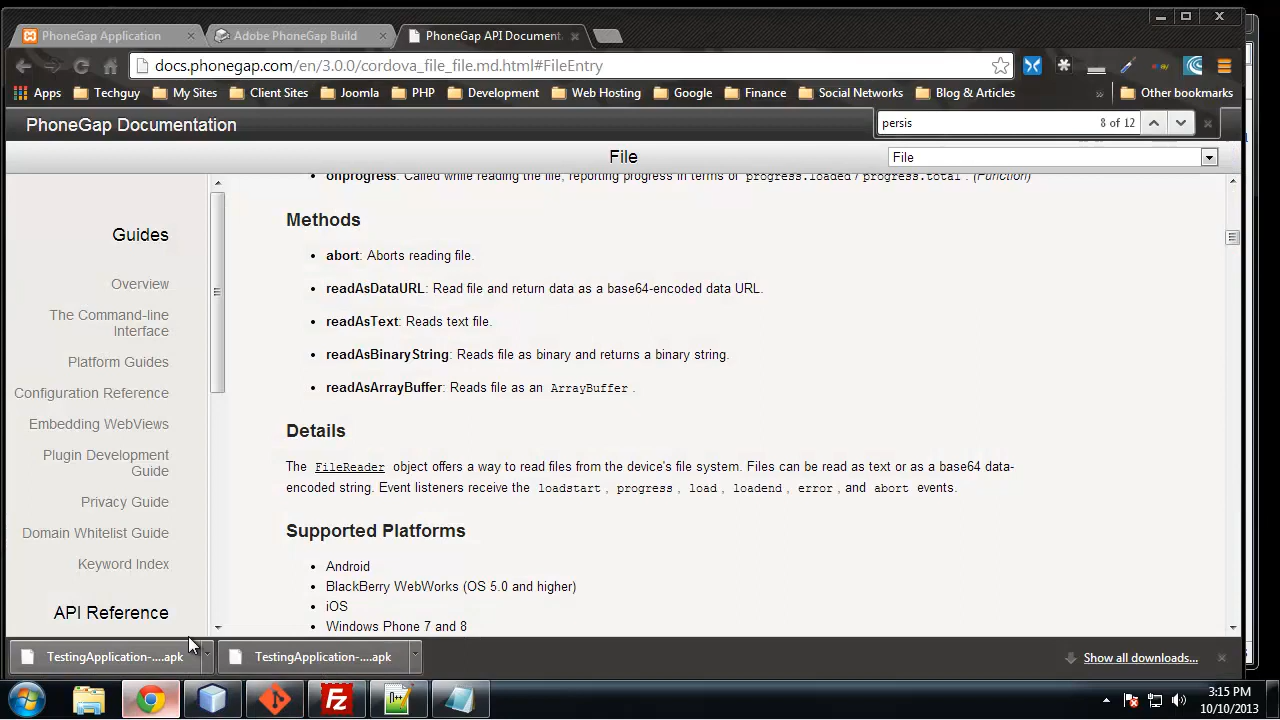 PhoneGap Application
Adobe PhoneGap Build
PhoneGap API Document
docs.phonegap.com/en/3.0.0/cordova_file_file.md.html#FileEntry
Apps Techguy My Sites Client Sites Joomla PHP Development Web Hosting Google Finance Social Networks Blog & Articles » Other bookmarks
PhoneGap Documentation
persis 8 of 12
File
File
onprogress: Called while reading the file, reporting progress in terms of progress.loaded / progress.total . (Function)
Methods
• abort: Aborts reading file.
• readAsDataURL: Read file and return data as a base64-encoded data URL.
• readAsText: Reads text file.
• readAsBinaryString: Reads file as binary and returns a binary string.
• readAsArrayBuffer: Reads file as an ArrayBuffer .
Details
The FileReader object offers a way to read files from the device's file system. Files can be read as text or as a base64 data-
encoded string. Event listeners receive the loadstart , progress , load , loadend , error , and abort events.
Supported Platforms
• Android
• BlackBerry WebWorks (OS 5.0 and higher)
• iOS
• Windows Phone 7 and 8
Guides
Overview
The Command-line
Interface
Platform Guides
Configuration Reference
Embedding WebViews
Plugin Development
Guide
Privacy Guide
Domain Whitelist Guide
Keyword Index
API Reference
TestingApplication-....apk
TestingApplication-....apk
Show all downloads...
3:15 PM
10/10/2013